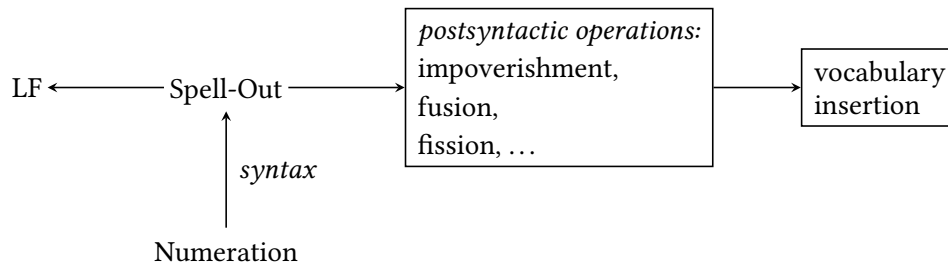 LF
Spell-Out
postsyntactic operations:
impoverishment,
fusion,
fission, …
vocabulary
insertion
syntax
Numeration